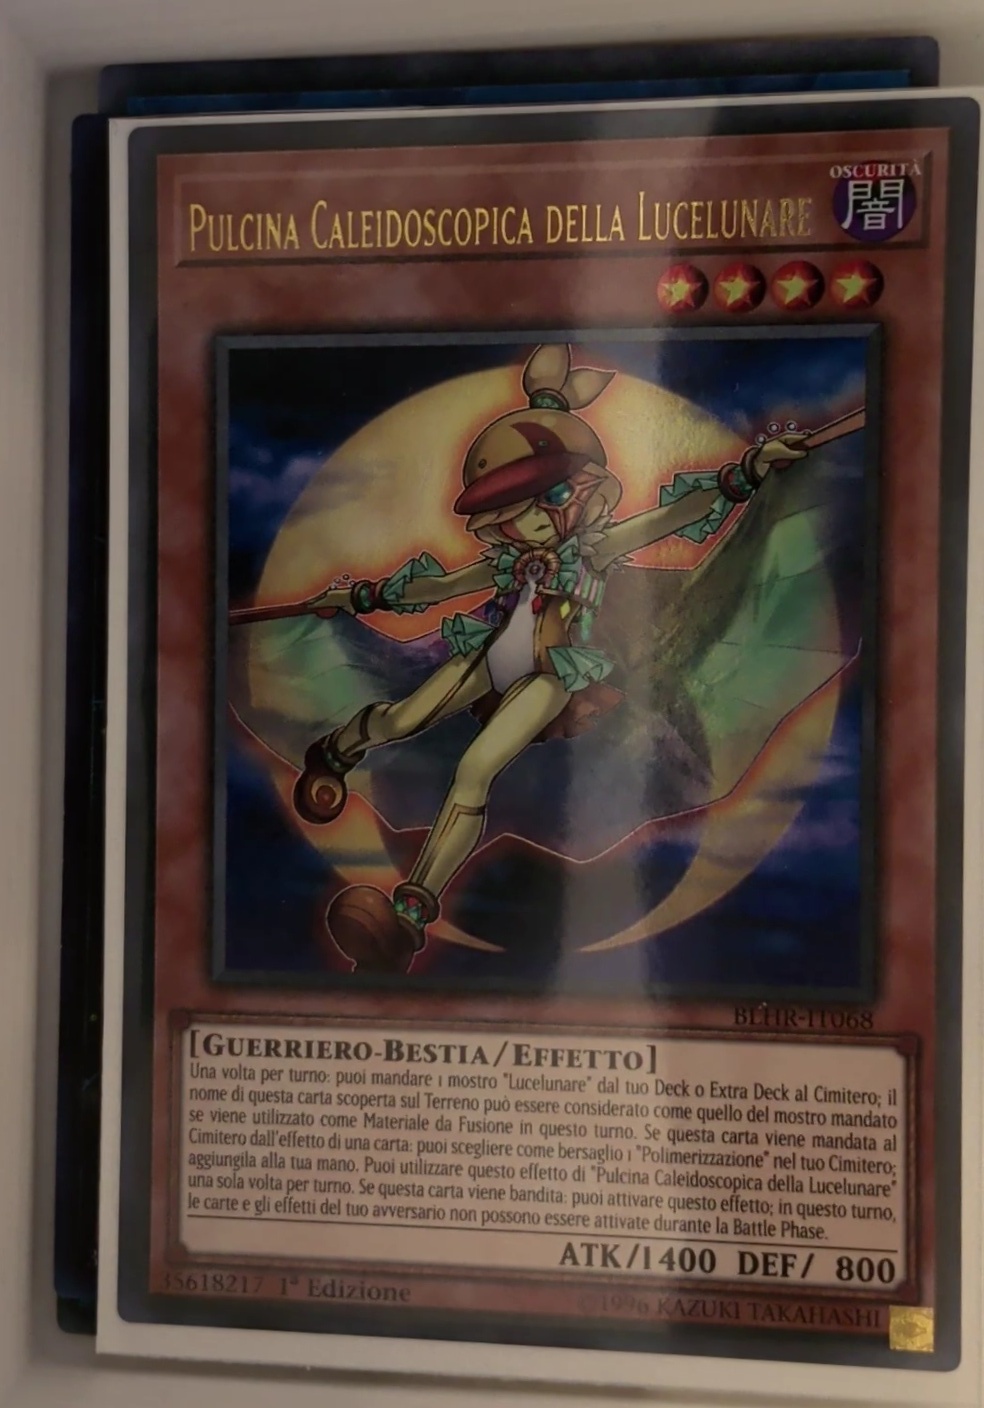 PULCINA CALEIDOSCOPICA DELLA LUCELUNARE
OSCURITÀ
闇
BLHR-IT068
[GUERRIERO-BESTIA/EFFETTO]
Una volta per turno: puoi mandare 1 mostro "Lucelunare" dal tuo Deck o Extra Deck al Cimitero; il
nome di questa carta scoperta sul Terreno può essere considerato come quello del mostro mandato
se viene utilizzato come Materiale da Fusione in questo turno. Se questa carta viene mandata al
Cimitero dall'effetto di una carta: puoi scegliere come bersaglio 1 "Polimerizzazione" nel tuo Cimitero;
aggiungila alla tua mano. Puoi utilizzare questo effetto di "Pulcina Caleidoscopica della Lucelunare"
una sola volta per turno. Se questa carta viene bandita: puoi attivare questo effetto; in questo turno,
le carte e gli effetti del tuo avversario non possono essere attivate durante la Battle Phase.
ATK/1400 DEF/ 800
35618217 1ª Edizione
©1996 KAZUKI TAKAHASHI